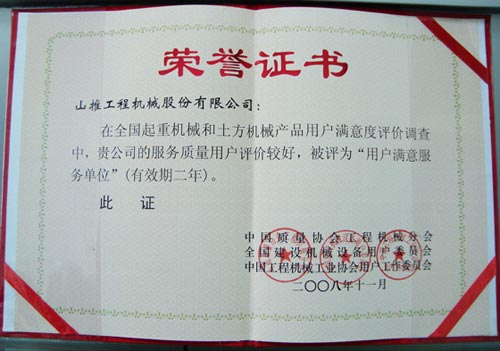 荣誉证书
山推工程机械股份有限公司：
在全国起重机械和土方机械产品用户满意度评价调查
中，贵公司的服务质量用户评价较好，被评为“用户满意服
务单位”(有效期二年)。
此证
中国质量协会工程机械分会
全国建设机械设备用户委员会
中国工程机械工业协会用户工作委员会
二〇〇八年十一月